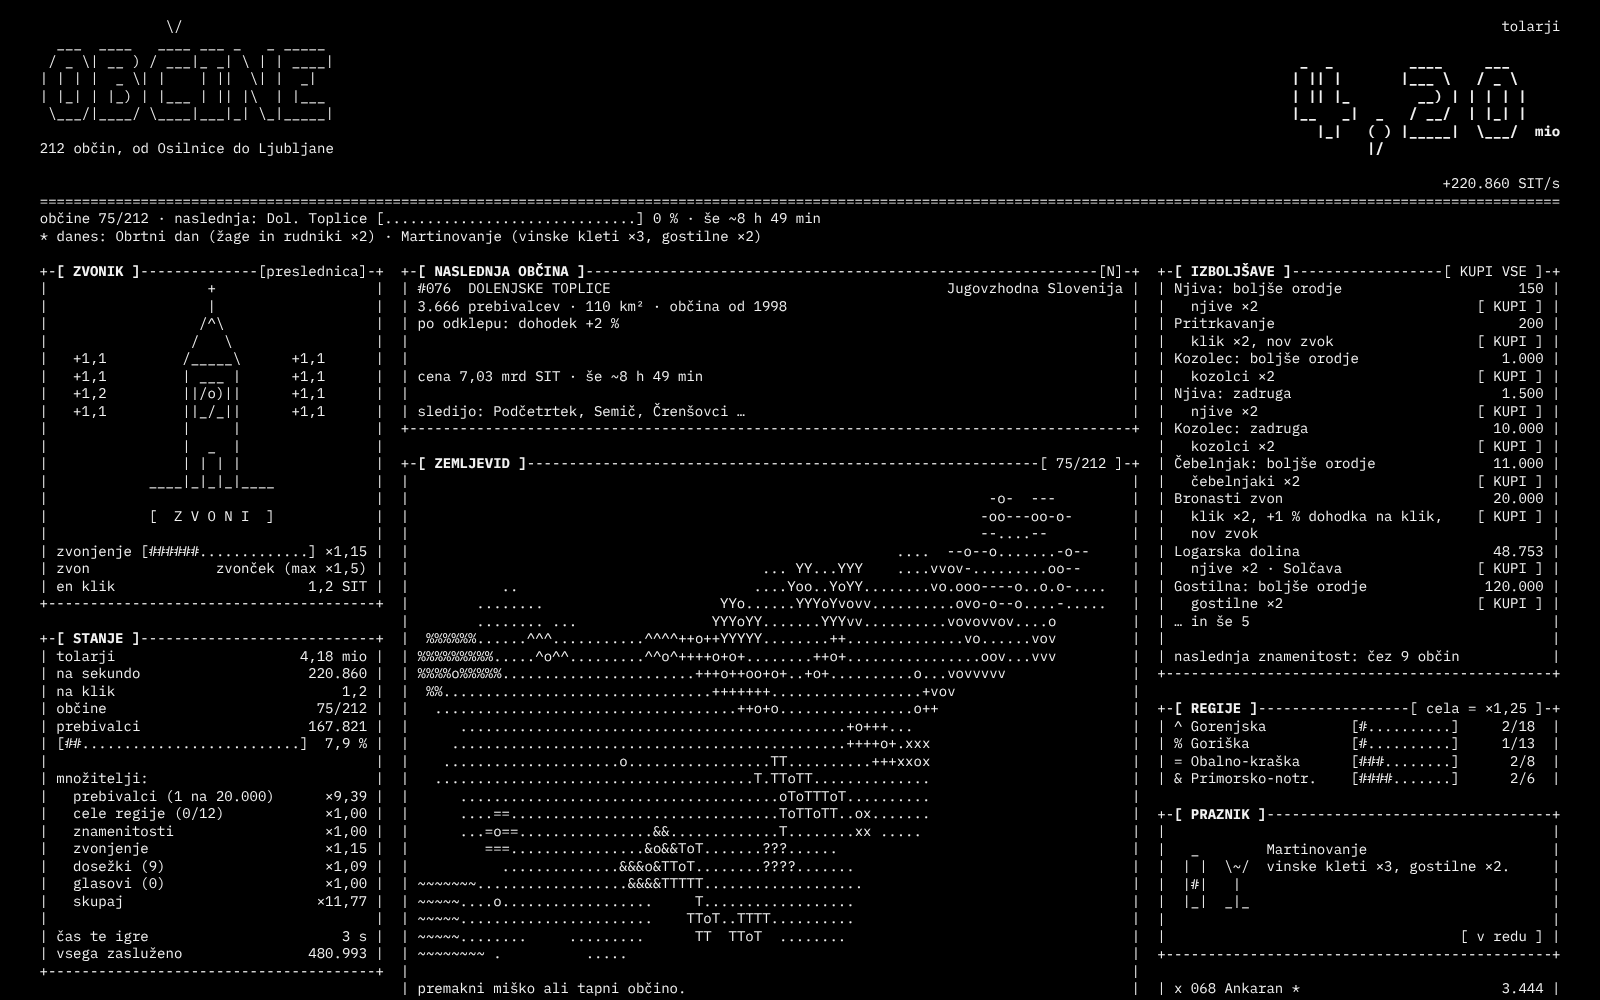 OBČINE
tolarji
4,20 mio
212 občin, od Osilnice do Ljubljane
+220.860 SIT/s
občine 75/212 · naslednja: Dol. Toplice [..............................] 0 % · še ~8 h 49 min
* danes: Obrtni dan (žage in rudniki ×2) · Martinovanje (vinske kleti ×3, gostilne ×2)
[ ZVONIK ] [preslednica]
+1,1 +1,1
+1,1 +1,1
+1,2 +1,1
+1,1 +1,1
[ Z V O N I ]
zvonjenje [######.............] ×1,15
zvon zvonček (max ×1,5)
en klik 1,2 SIT
[ STANJE ]
tolarji 4,18 mio
na sekundo 220.860
na klik 1,2
občine 75/212
prebivalci 167.821
[##..........................] 7,9 %
množitelji:
prebivalci (1 na 20.000) ×9,39
cele regije (0/12) ×1,00
znamenitosti ×1,00
zvonjenje ×1,15
dosežki (9) ×1,09
glasovi (0) ×1,00
skupaj ×11,77
čas te igre 3 s
vsega zasluženo 480.993
[ NASLEDNJA OBČINA ] [N]
#076 DOLENJSKE TOPLICE Jugovzhodna Slovenija
3.666 prebivalcev · 110 km² · občina od 1998
po odklepu: dohodek +2 %
cena 7,03 mrd SIT · še ~8 h 49 min
sledijo: Podčetrtek, Semič, Črenšovci …
[ ZEMLJEVID ] [ 75/212 ]
premakni miško ali tapni občino.
[ IZBOLJŠAVE ] [ KUPI VSE ]
Njiva: boljše orodje 150
njive ×2 [ KUPI ]
Pritrkavanje 200
klik ×2, nov zvok [ KUPI ]
Kozolec: boljše orodje 1.000
kozolci ×2 [ KUPI ]
Njiva: zadruga 1.500
njive ×2 [ KUPI ]
Kozolec: zadruga 10.000
kozolci ×2 [ KUPI ]
Čebelnjak: boljše orodje 11.000
čebelnjaki ×2 [ KUPI ]
Bronasti zvon 20.000
klik ×2, +1 % dohodka na klik, [ KUPI ]
nov zvok
Logarska dolina 48.753
njive ×2 · Solčava [ KUPI ]
Gostilna: boljše orodje 120.000
gostilne ×2 [ KUPI ]
… in še 5
naslednja znamenitost: čez 9 občin
[ REGIJE ] [ cela = ×1,25 ]
^ Gorenjska [#..........] 2/18
% Goriška [#..........] 1/13
= Obalno-kraška [###........] 2/8
& Primorsko-notr. [####.......] 2/6
[ PRAZNIK ]
Martinovanje
vinske kleti ×3, gostilne ×2.
[ v redu ]
x 068 Ankaran * 3.444